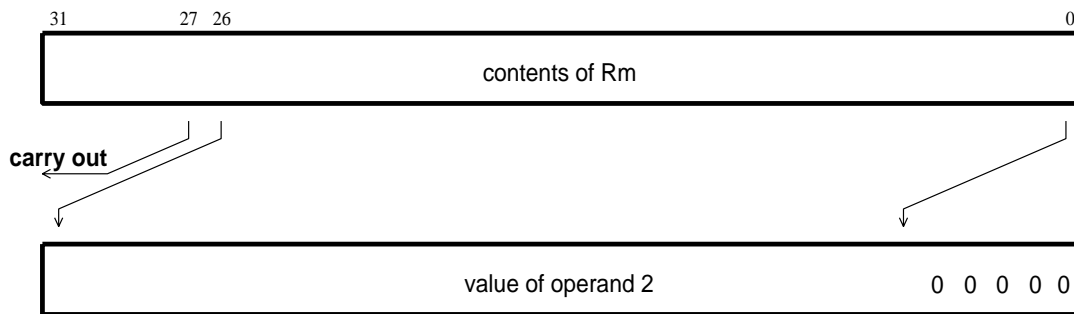 31 27 26 0
contents of Rm
carry out
value of operand 2 0 0 0 0 0